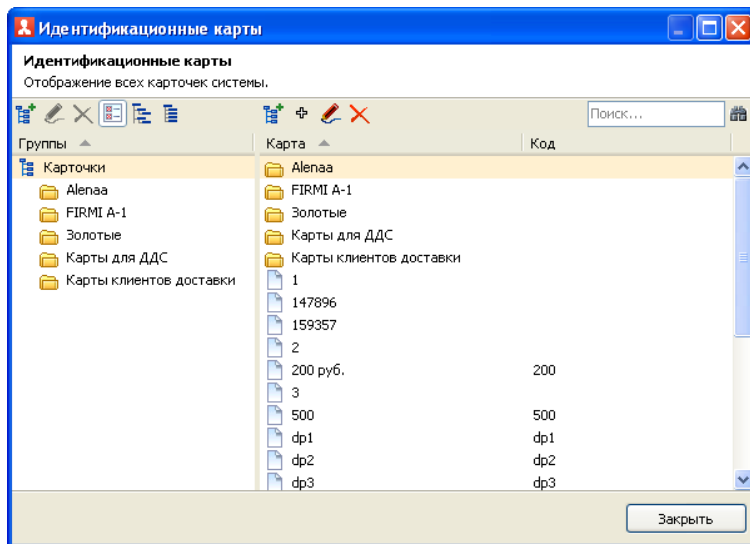 Идентификационные карты
Идентификационные карты
Отображение всех карточек системы.
Поиск...
Группы
Карточки
Alenaa
FIRMI A-1
Золотые
Карты для ДДС
Карты клиентов доставки
Карта Код
Alenaa
FIRMI A-1
Золотые
Карты для ДДС
Карты клиентов доставки
1
147896
159357
2
200 руб. 200
3
500 500
dp1 dp1
dp2 dp2
dp3 dp3
Закрыть